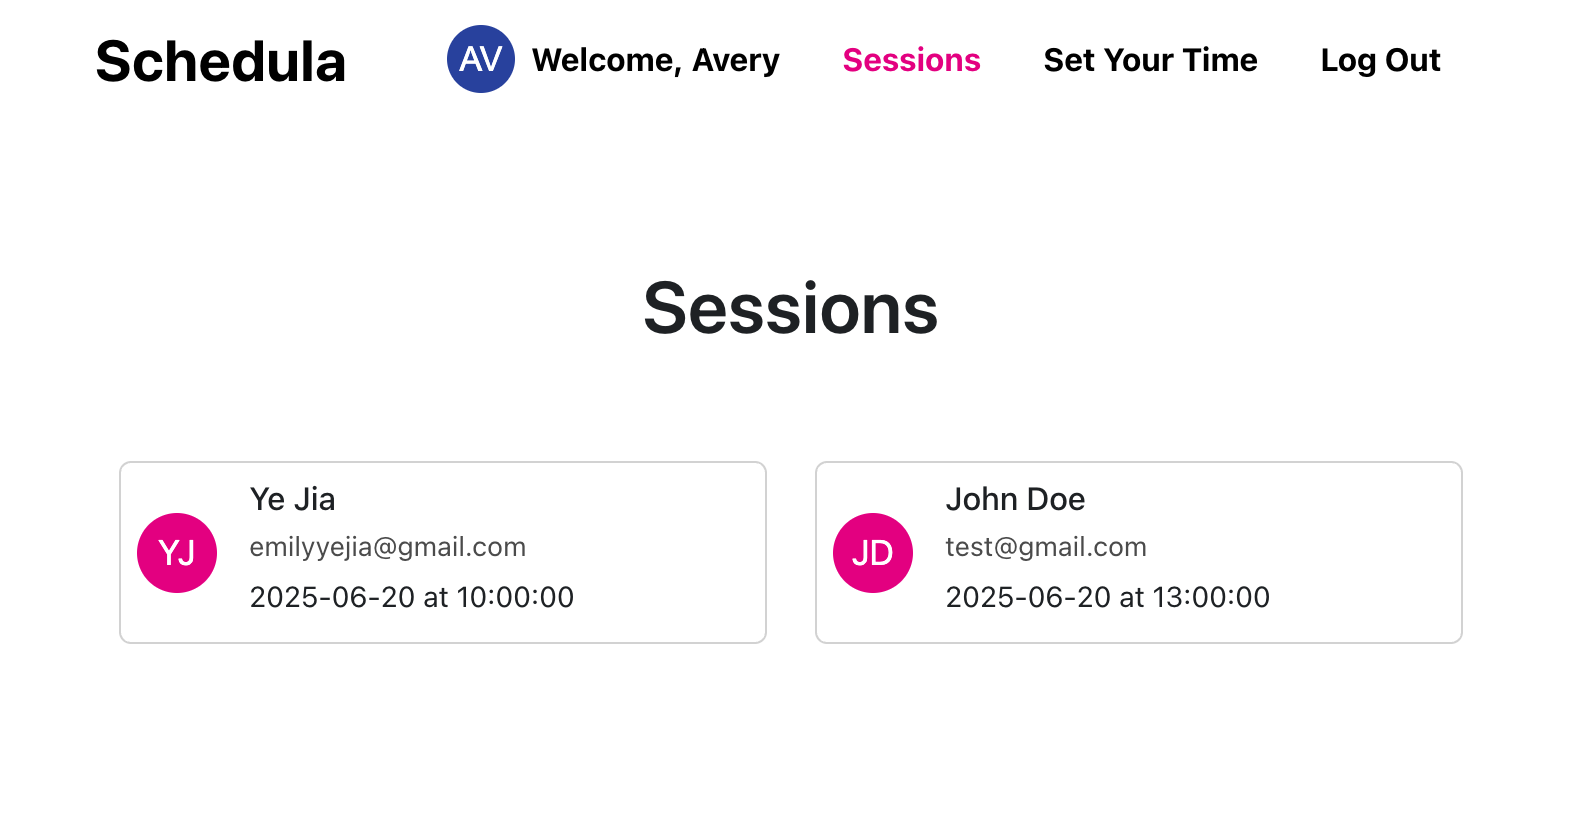 Schedula
AV Welcome, Avery Sessions Set Your Time Log Out
Sessions
YJ
Ye Jia
emilyyejia@gmail.com
2025-06-20 at 10:00:00
JD
John Doe
test@gmail.com
2025-06-20 at 13:00:00